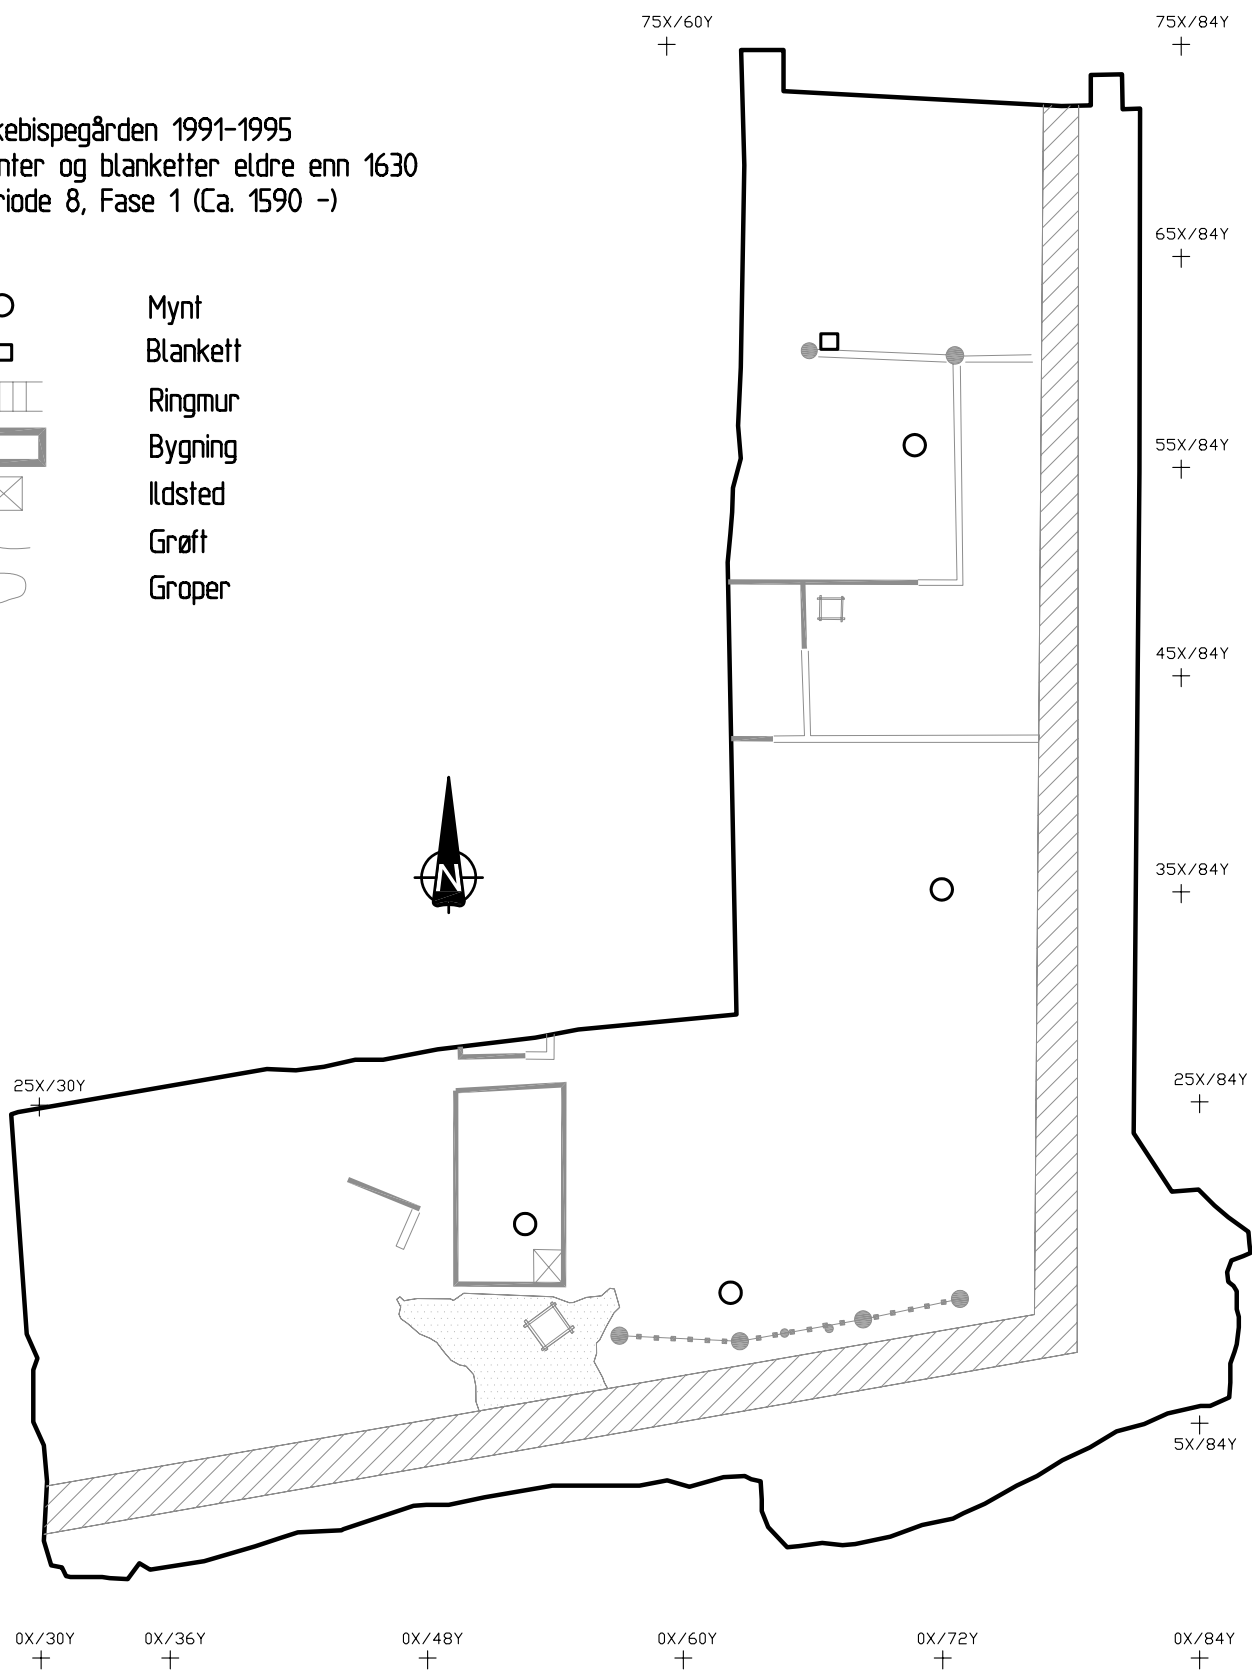 75X/60Y 75X/84Y
kebispegården 1991-1995
nter og blanketter eldre enn 1630
riode 8, Fase 1 (Ca. 1590 -)
65X/84Y
Mynt
Blankett
Ringmur
Bygning
55X/84Y
Ildsted
Grøft
Groper
45X/84Y
35X/84Y
N
25X/30Y 25X/84Y
5X/84Y
0X/30Y 0X/36Y 0X/48Y 0X/60Y 0X/72Y 0X/84Y